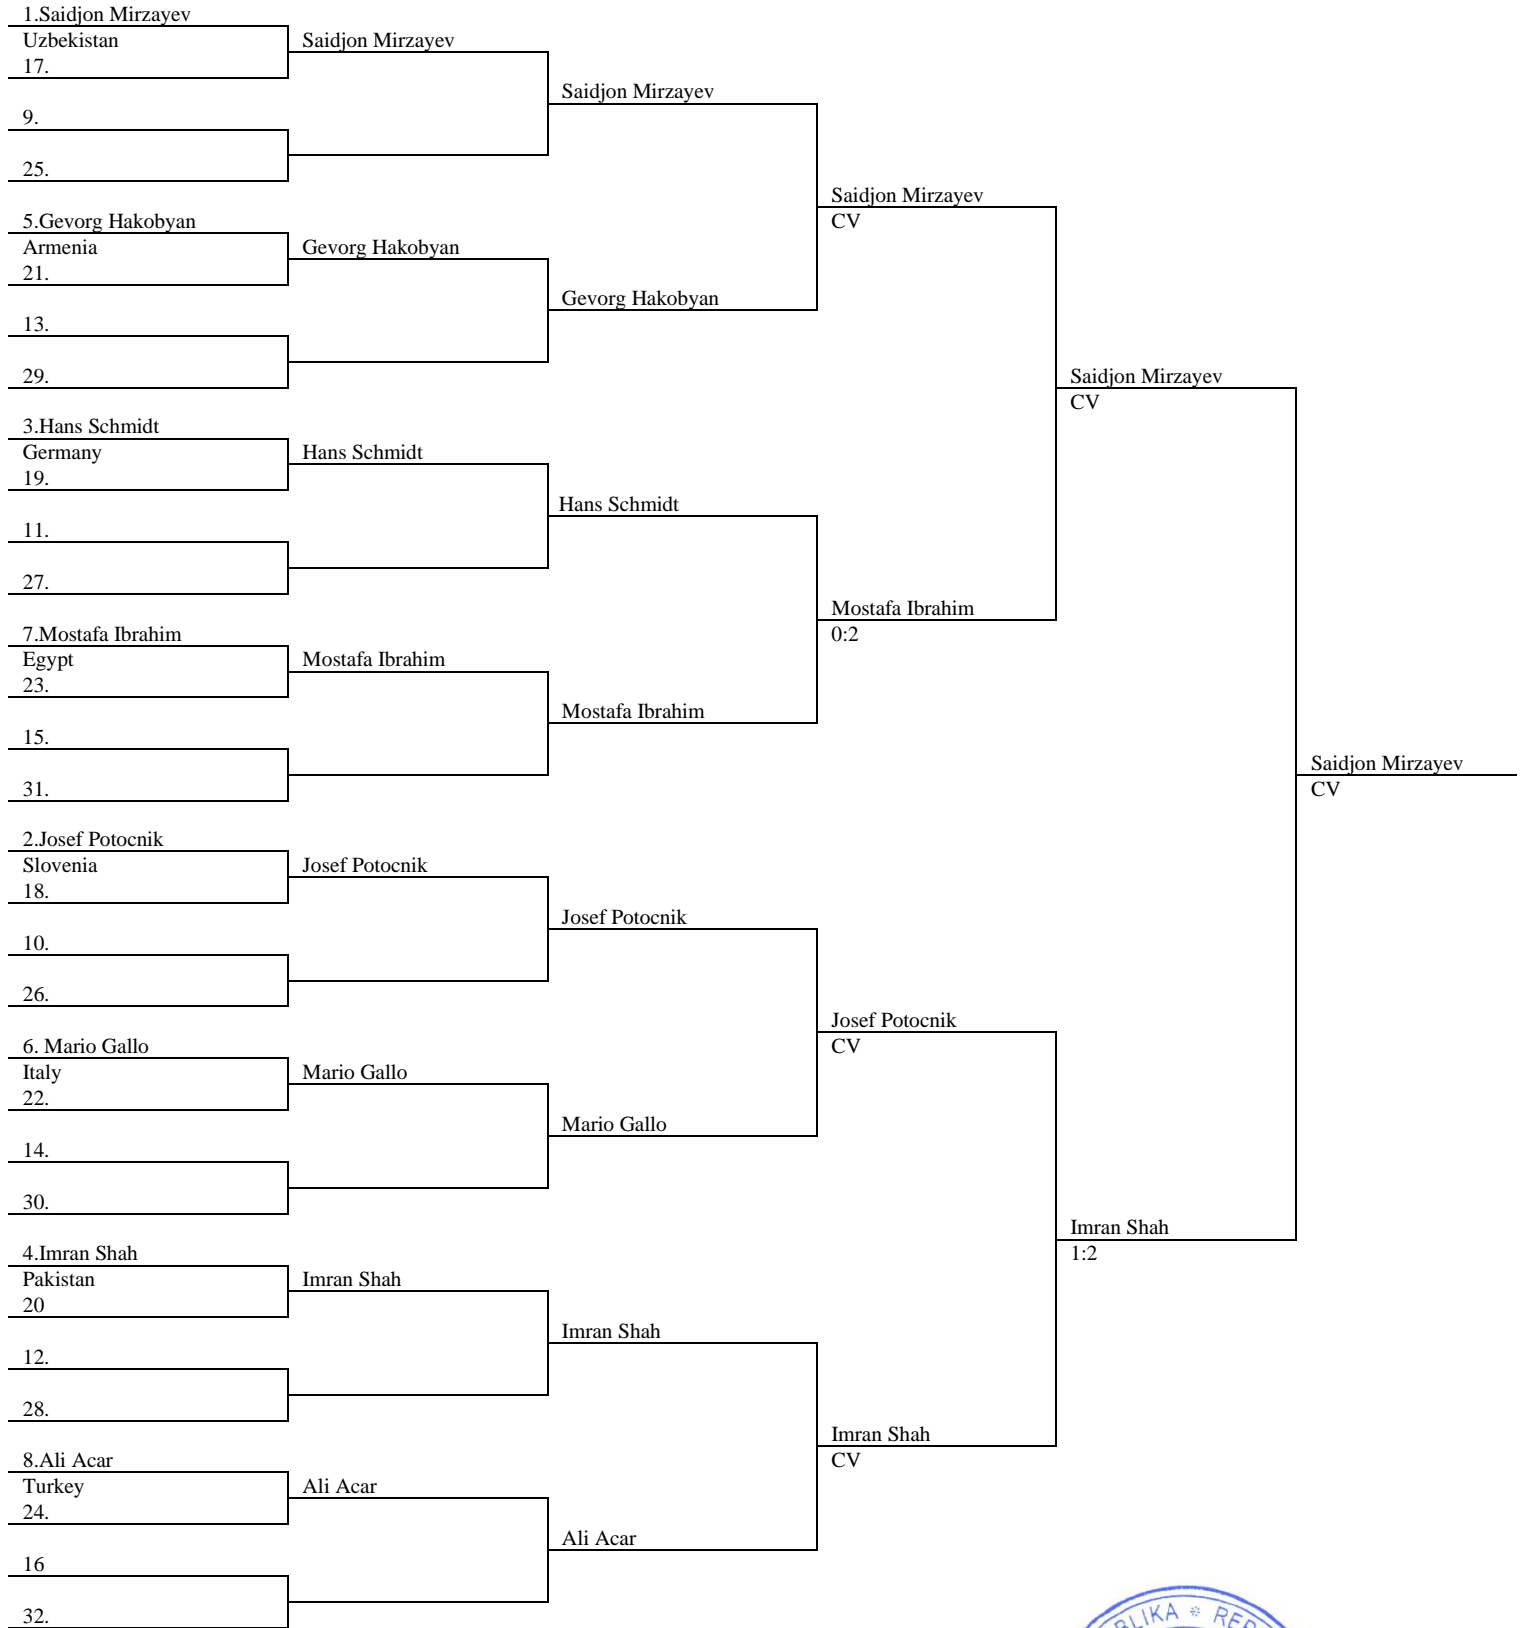 1.Saidjon Mirzayev
Uzbekistan
17.
9.
25.
5.Gevorg Hakobyan
Armenia
21.
13.
29.
3.Hans Schmidt
Germany
19.
11.
27.
7.Mostafa Ibrahim
Egypt
23.
15.
31.
2.Josef Potocnik
Slovenia
18.
10.
26.
6. Mario Gallo
Italy
22.
14.
30.
4.Imran Shah
Pakistan
20
12.
28.
8.Ali Acar
Turkey
24.
16
32.
Saidjon Mirzayev
Gevorg Hakobyan
Hans Schmidt
Mostafa Ibrahim
Josef Potocnik
Mario Gallo
Imran Shah
Ali Acar
Saidjon Mirzayev
Gevorg Hakobyan
Hans Schmidt
Mostafa Ibrahim
Josef Potocnik
Mario Gallo
Imran Shah
Ali Acar
Saidjon Mirzayev
CV
Mostafa Ibrahim
0:2
Josef Potocnik
CV
Imran Shah
CV
Saidjon Mirzayev
CV
Imran Shah
1:2
Saidjon Mirzayev
CV